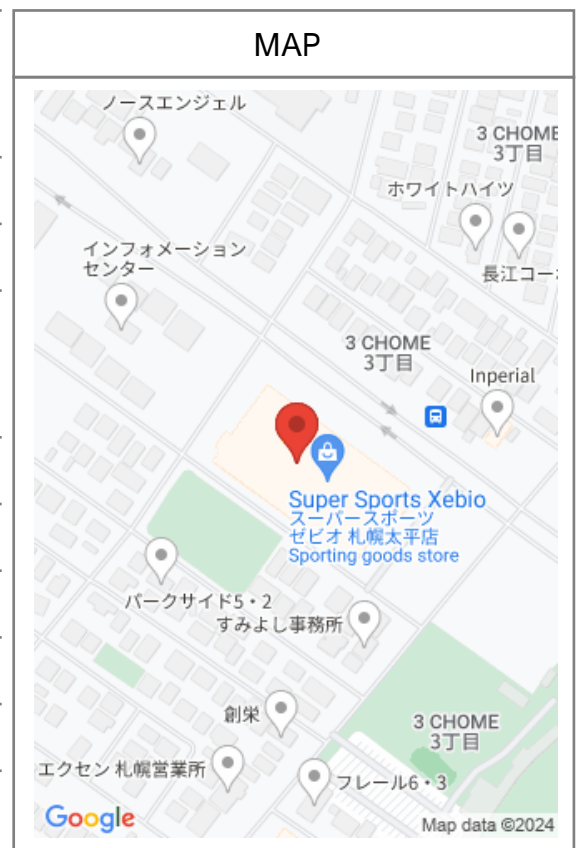 MAP
ノースエンジェル
3 CHOME
3丁目
ホワイトハイツ
インフォメーション
センター
長江コー
3 CHOME
3丁目
Inperial
Super Sports Xebio
スーパースポーツ
ゼビオ 札幌太平店
Sporting goods store
パークサイド5・2
すみよし事務所
創栄
3 CHOME
3丁目
エクセン 札幌営業所
フレール6・3
Google
Map data ©2024